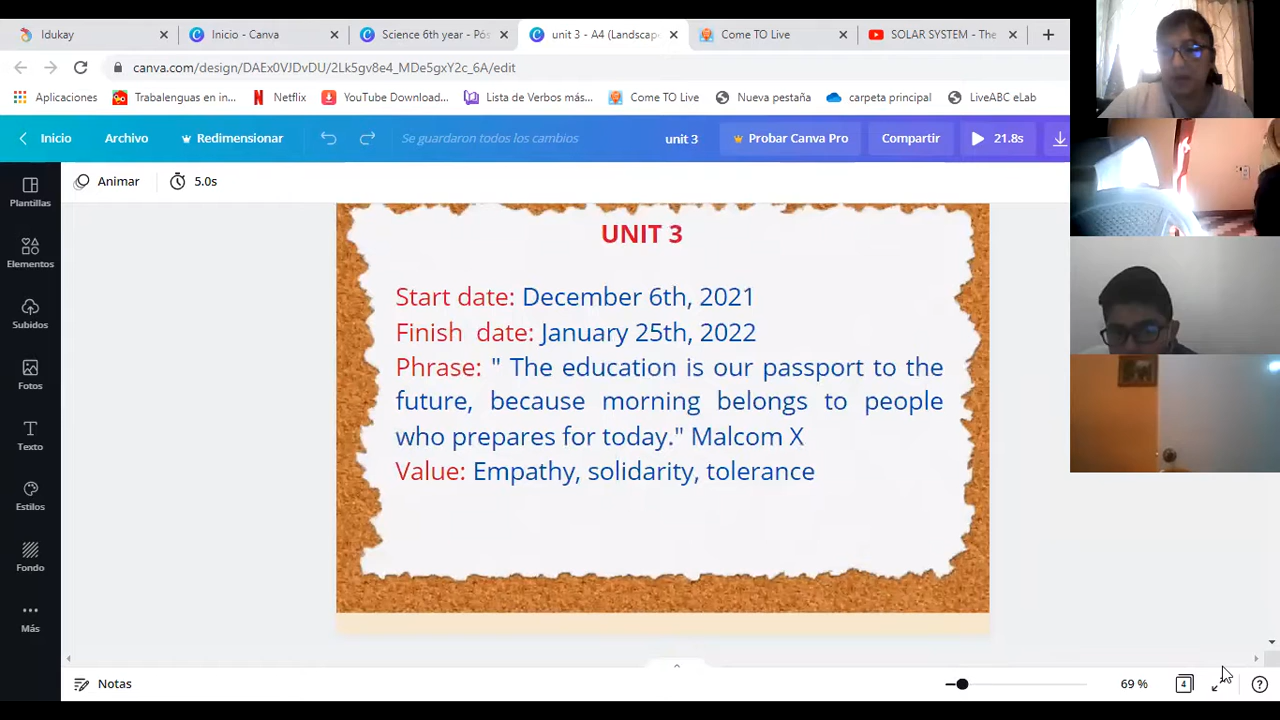 Idukay
Inicio - Canva
Science 6th year - Pós
unit 3 - A4 (Landscape
Come TO Live
SOLAR SYSTEM - The
canva.com/design/DAEx0VJDvDU/2Lk5gv8e4_MDe5gxY2c_6A/edit
Aplicaciones
Trabalenguas en in...
Netflix
YouTube Download...
Lista de Verbos más...
Come TO Live
Nueva pestaña
carpeta principal
LiveABC eLab
Inicio
Archivo
Redimensionar
Se guardaron todos los cambios
unit 3
Probar Canva Pro
Compartir
21.8s
Animar
5.0s
Plantillas
Elementos
Subidos
Fotos
Texto
Estilos
Fondo
Más
UNIT 3
Start date: December 6th, 2021
Finish date: January 25th, 2022
Phrase: " The education is our passport to the
future, because morning belongs to people
who prepares for today." Malcom X
Value: Empathy, solidarity, tolerance
Notas
69 %
4
?